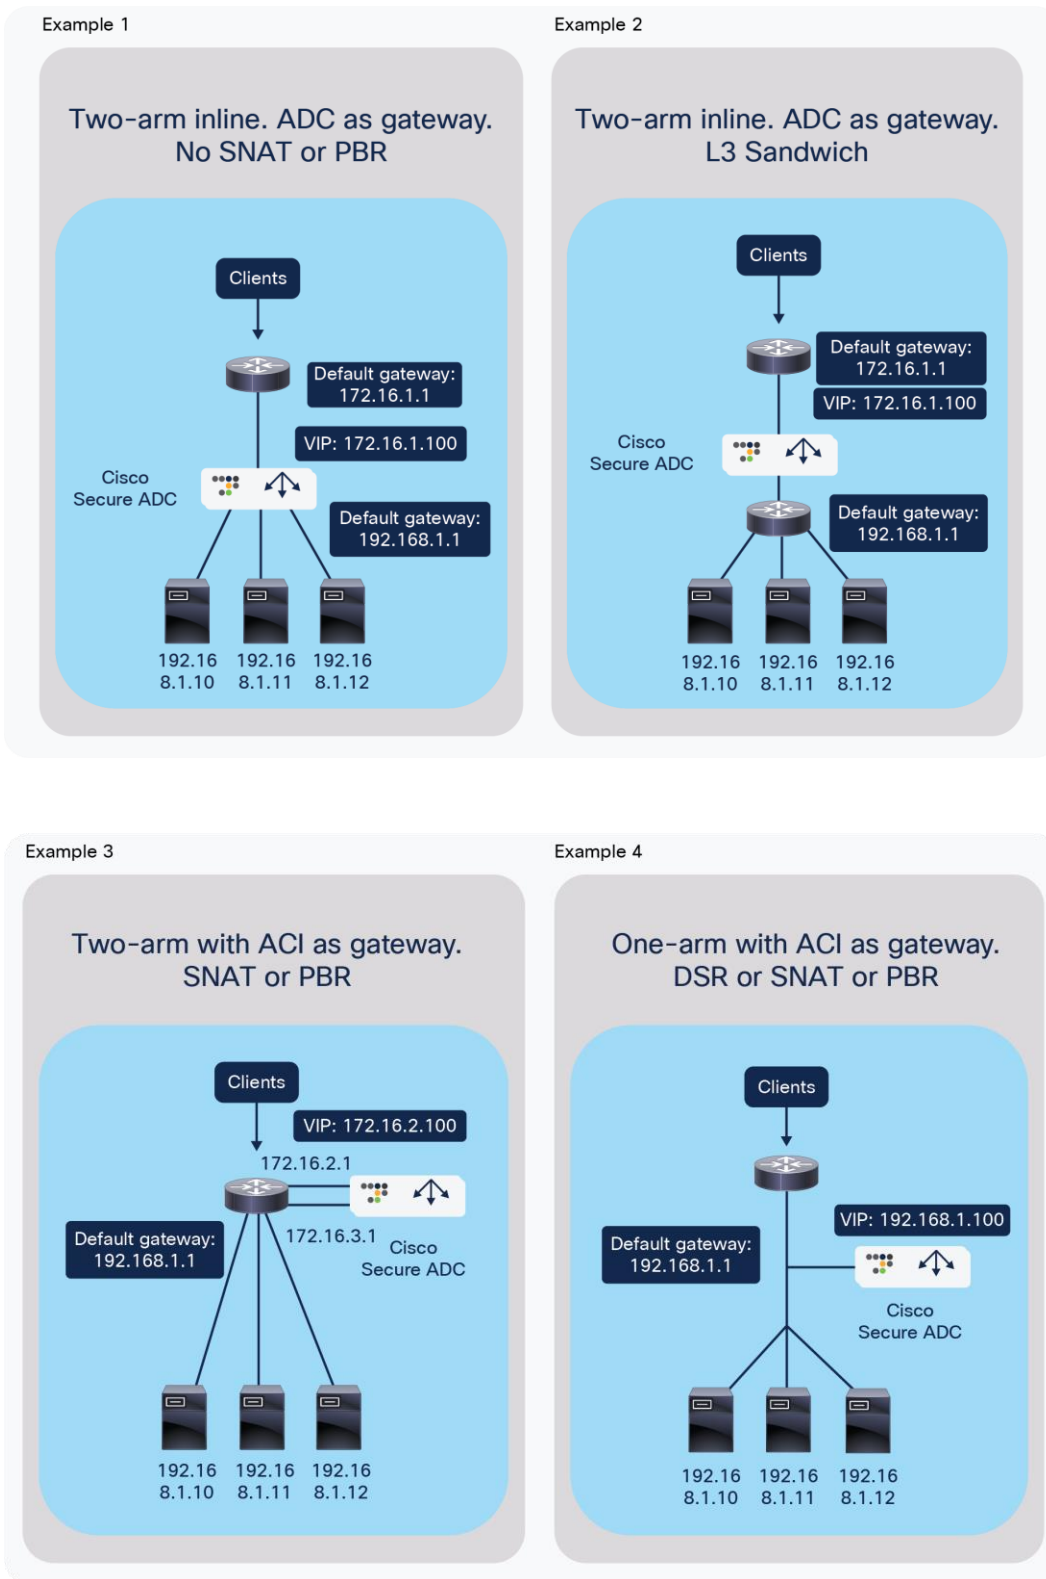 Example 1
Two-arm inline. ADC as gateway.
No SNAT or PBR
Clients
Default gateway:
172.16.1.1
VIP: 172.16.1.100
Cisco
Secure ADC
Default gateway:
192.168.1.1
192.16
8.1.10
192.16
8.1.11
192.16
8.1.12
Example 2
Two-arm inline. ADC as gateway.
L3 Sandwich
Clients
Default gateway:
172.16.1.1
VIP: 172.16.1.100
Cisco
Secure ADC
Default gateway:
192.168.1.1
192.16
8.1.10
192.16
8.1.11
192.16
8.1.12
Example 3
Two-arm with ACI as gateway.
SNAT or PBR
Clients
VIP: 172.16.2.100
172.16.2.1
Default gateway:
192.168.1.1
172.16.3.1
Cisco
Secure ADC
192.16
8.1.10
192.16
8.1.11
192.16
8.1.12
Example 4
One-arm with ACI as gateway.
DSR or SNAT or PBR
Clients
VIP: 192.168.1.100
Default gateway:
192.168.1.1
Cisco
Secure ADC
192.16
8.1.10
192.16
8.1.11
192.16
8.1.12